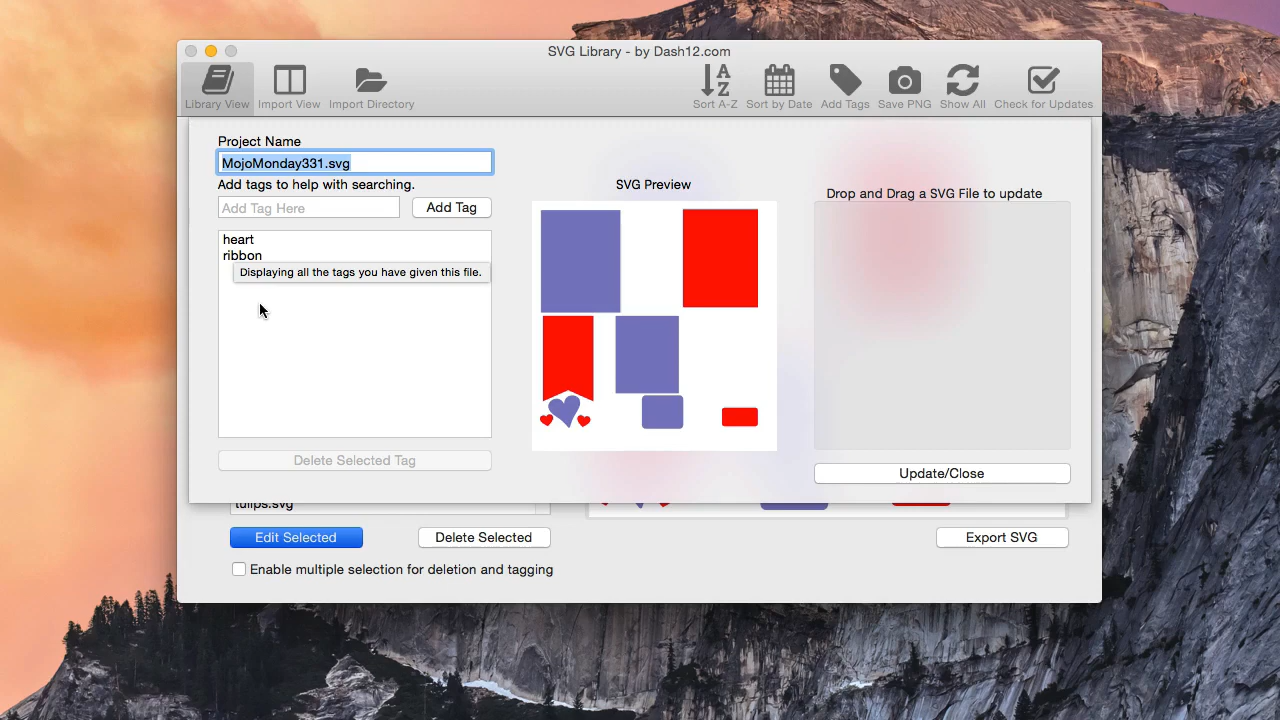 SVG Library - by Dash12.com
Library View
Import View
Import Directory
Sort A-Z
Sort by Date
Add Tags
Save PNG
Show All
Check for Updates
Project Name
MojoMonday331.svg
Add tags to help with searching.
Add Tag Here
Add Tag
heart
ribbon
Displaying all the tags you have given this file.
Delete Selected Tag
SVG Preview
Drop and Drag a SVG File to update
Update/Close
tulips.svg
Edit Selected
Delete Selected
Export SVG
Enable multiple selection for deletion and tagging